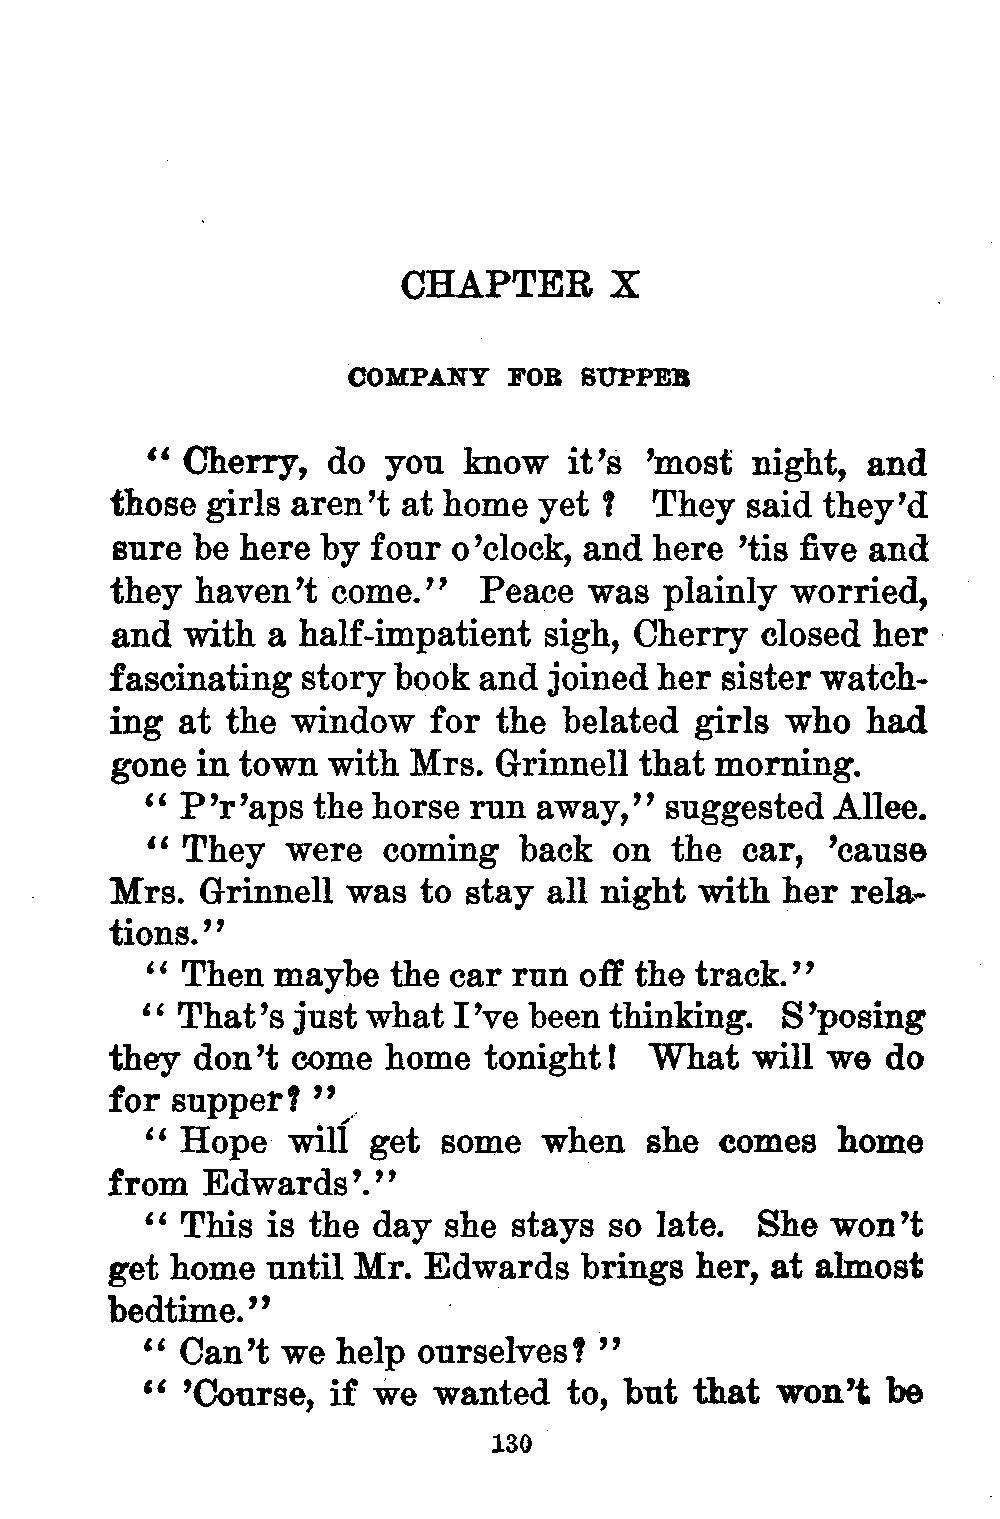 CHAPTER X
COMPANY FOR SUPPER
“ Cherry, do you know it’s ’most night, and
those girls aren’t at home yet ? They said they’d
sure be here by four o’clock, and here ’tis five and
they haven’t come.” Peace was plainly worried,
and with a half-impatient sigh, Cherry closed her
fascinating story book and joined her sister watch-
ing at the window for the belated girls who had
gone in town with Mrs. Grinnell that morning.
“ P’r’aps the horse run away,” suggested Allee.
“ They were coming back on the car, ’cause
Mrs. Grinnell was to stay all night with her rela-
tions.”
“ Then maybe the car run off the track.”
“ That’s just what I’ve been thinking. S’posing
they don’t come home tonight! What will we do
for supper? ”
“ Hope will get some when she comes home
from Edwards’.”
“ This is the day she stays so late. She won’t
get home until Mr. Edwards brings her, at almost
bedtime.”
“ Can’t we help ourselves? ”
“ ’Course, if we wanted to, but that won’t be
130